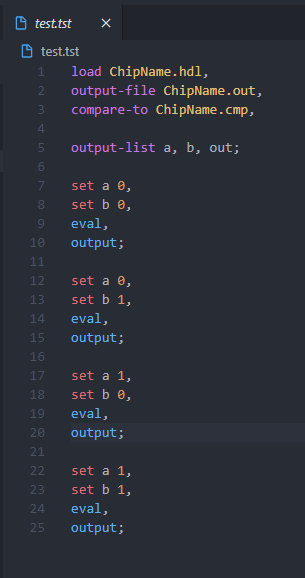 test.tst ×
test.tst
1 load ChipName.hdl,
2 output-file ChipName.out,
3 compare-to ChipName.cmp,
4
5 output-list a, b, out;
6
7 set a 0,
8 set b 0,
9 eval,
10 output;
11
12 set a 0,
13 set b 1,
14 eval,
15 output;
16
17 set a 1,
18 set b 0,
19 eval,
20 output;
21
22 set a 1,
23 set b 1,
24 eval,
25 output;